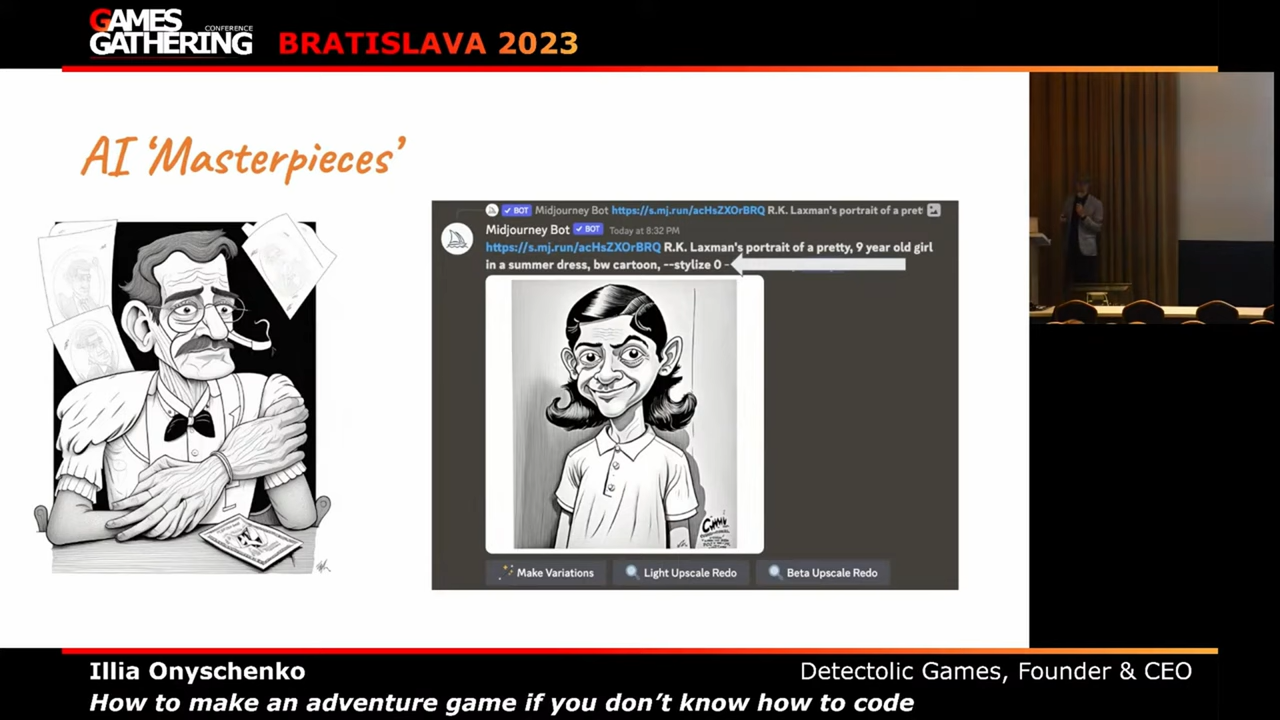 GAMES
CONFERENCE
GATHERING
BRATISLAVA 2023
AI ‘Masterpieces’
BOT Midjourney Bot https://s.mj.run/acHsZXOrBRQ R.K. Laxman's portrait of a pret
Midjourney Bot BOT Today at 8:32 PM
https://s.mj.run/acHsZXOrBRQ R.K. Laxman's portrait of a pretty, 9 year old girl
in a summer dress, bw cartoon, --stylize 0 -
Make Variations
Light Upscale Redo
Beta Upscale Redo
Illia Onyschenko
Detectolic Games, Founder & CEO
How to make an adventure game if you don’t know how to code